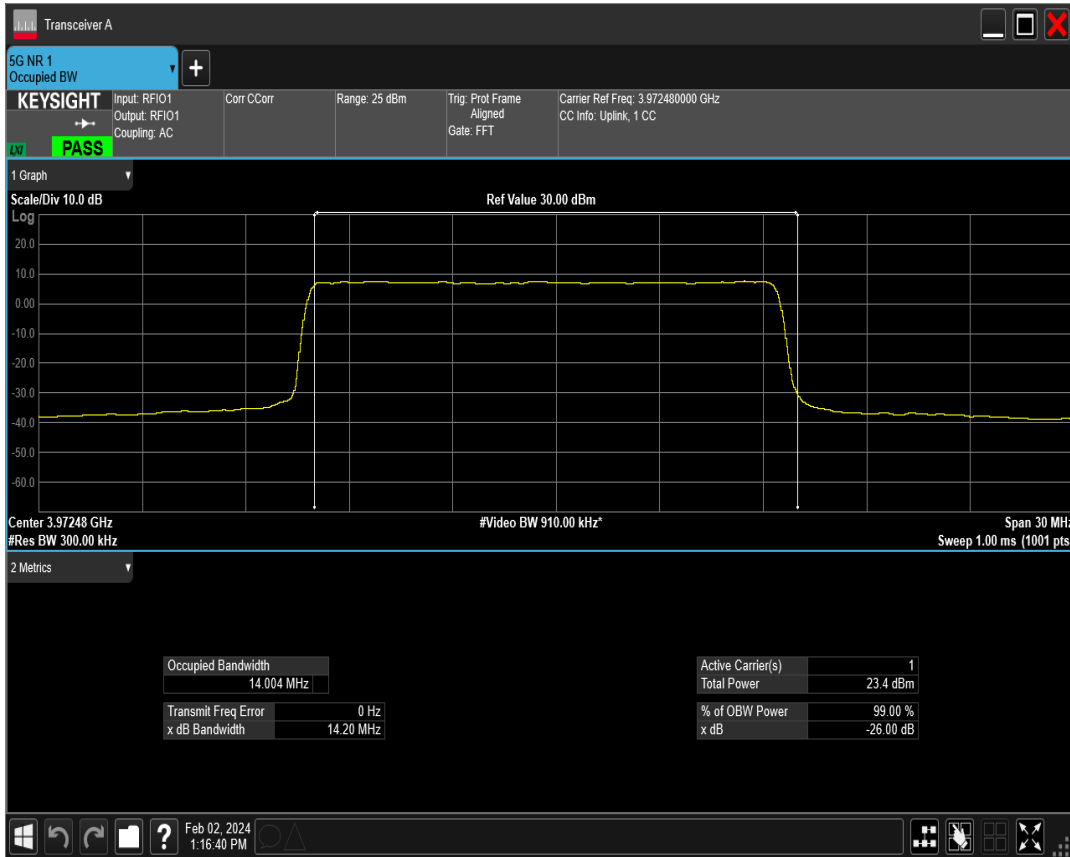 Transceiver A
5G NR 1
Occupied BW
+
KEYSIGHT
LXI
PASS
Input: RFIO1
Output: RFIO1
Coupling: AC
Corr CCorr
Range: 25 dBm
Trig: Prot Frame
Aligned
Gate: FFT
Carrier Ref Freq: 3.972480000 GHz
CC Info: Uplink, 1 CC
1 Graph
Scale/Div 10.0 dB
Ref Value 30.00 dBm
Log
20.0
10.0
0.00
-10.0
-20.0
-30.0
-40.0
-50.0
-60.0
Center 3.97248 GHz
#Video BW 910.00 kHz*
Span 30 MHz
#Res BW 300.00 kHz
Sweep 1.00 ms (1001 pts
2 Metrics
Occupied Bandwidth
14.004 MHz
Transmit Freq Error 0 Hz
x dB Bandwidth 14.20 MHz
Active Carrier(s) 1
Total Power 23.4 dBm
% of OBW Power 99.00 %
x dB -26.00 dB
?
Feb 02, 2024
1:16:40 PM